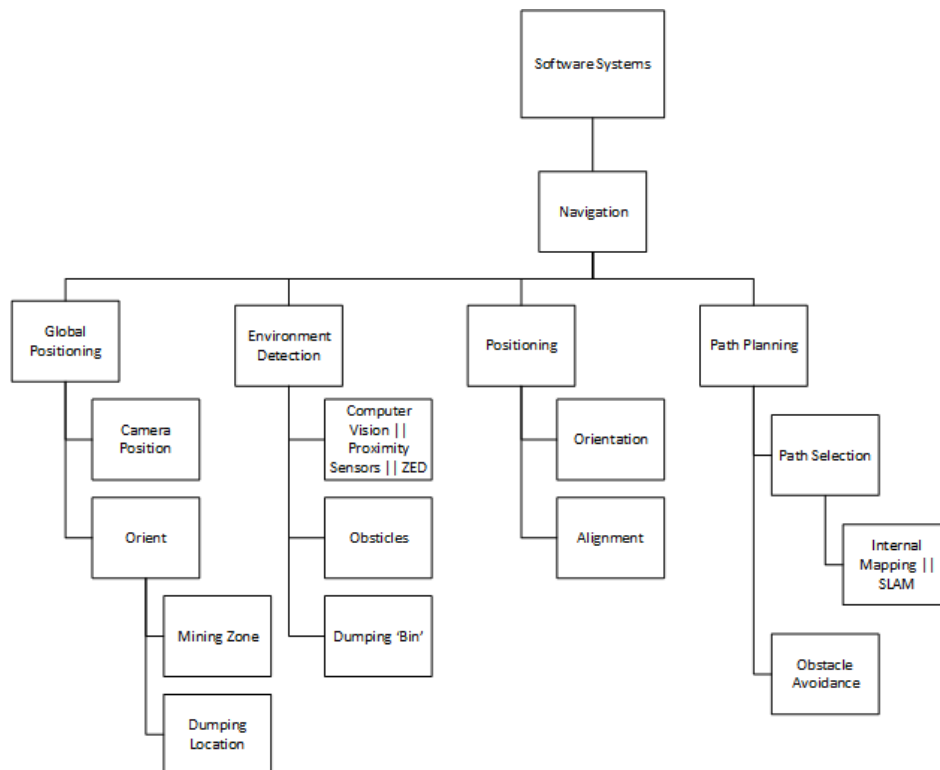 Software Systems
Navigation
Global
Positioning
Environment
Detection
Positioning
Path Planning
Camera
Position
Computer
Vision ||
Proximity
Sensors || ZED
Orientation
Path Selection
Orient
Obsticles
Alignment
Internal
Mapping ||
SLAM
Mining Zone
Dumping ‘Bin’
Obstacle
Avoidance
Dumping
Location